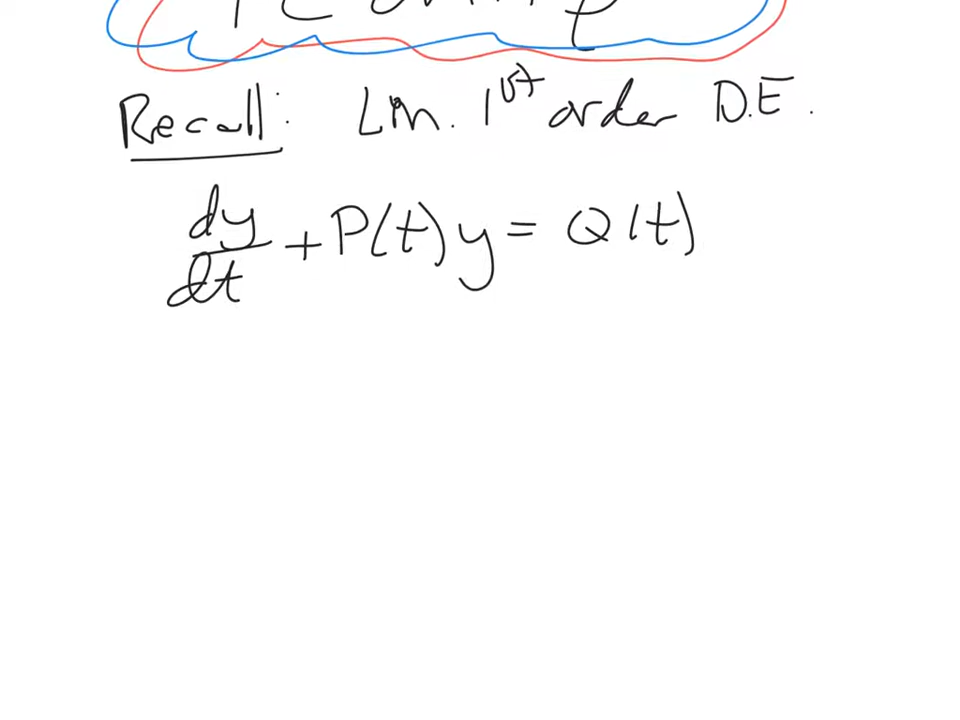 Recall: Lin. 1st order D.E.
dy/dt + P(t) y = Q(t)